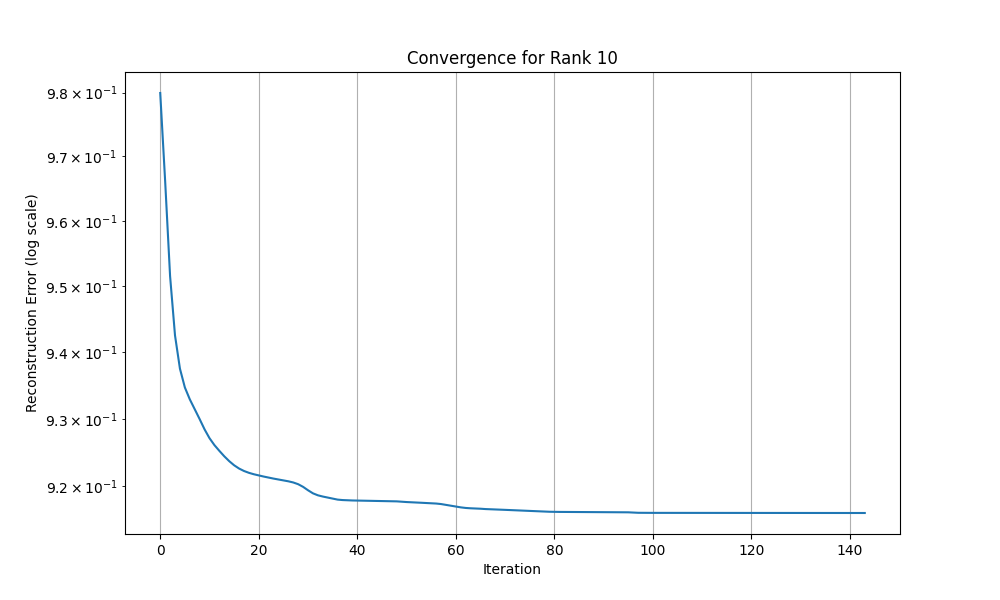 Convergence for Rank 10
Reconstruction Error (log scale)
9.8 × 10⁻¹
9.7 × 10⁻¹
9.6 × 10⁻¹
9.5 × 10⁻¹
9.4 × 10⁻¹
9.3 × 10⁻¹
9.2 × 10⁻¹
0 20 40 60 80 100 120 140
Iteration